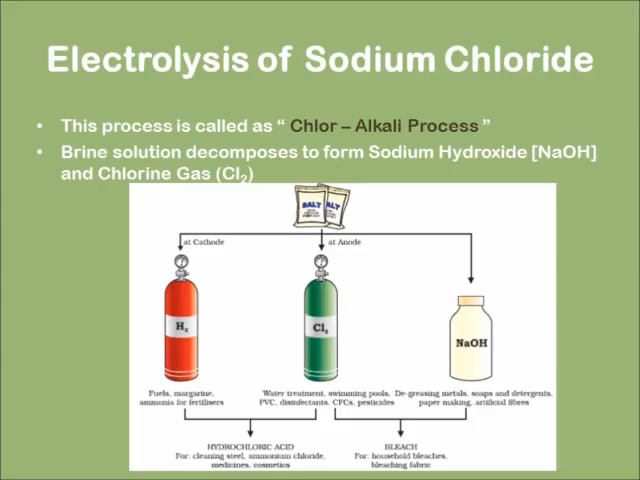 Electrolysis of Sodium Chloride
• This process is called as “ Chlor – Alkali Process ”
• Brine solution decomposes to form Sodium Hydroxide [NaOH]
and Chlorine Gas (Cl₂)
SALT
ALT
at Cathode
at Anode
H₂
Cl₂
NaOH
Fuels, margarine,
ammonia for fertilisers
Water treatment, swimming pools,
PVC, disinfectants, CFCs, pesticides
De-greasing metals, soaps and detergents,
paper making, artificial fibres
HYDROCHLORIC ACID
For: cleaning steel, ammonium chloride,
medicines, cosmetics
BLEACH
For: household bleaches,
bleaching fabric